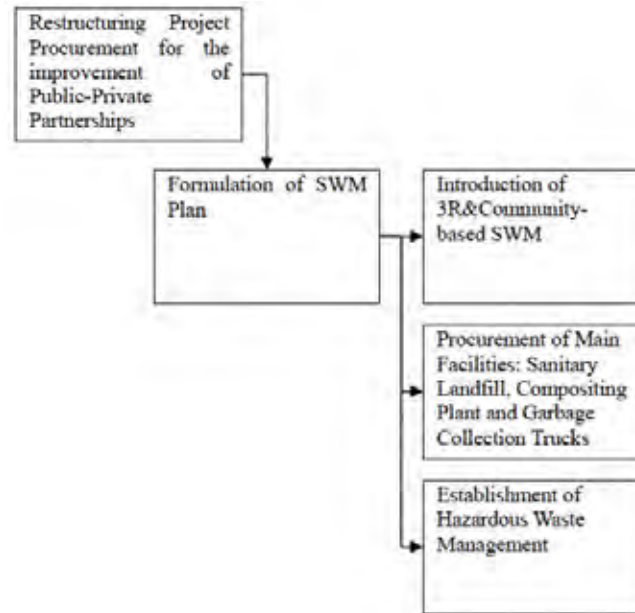 Restructuring Project
Procurement for the
improvement of
Public-Private
Partnerships
Formulation of SWM
Plan
Introduction of
3R&Community-
based SWM
Procurement of Main
Facilities: Sanitary
Landfill, Compositing
Plant and Garbage
Collection Trucks
Establishment of
Hazardous Waste
Management